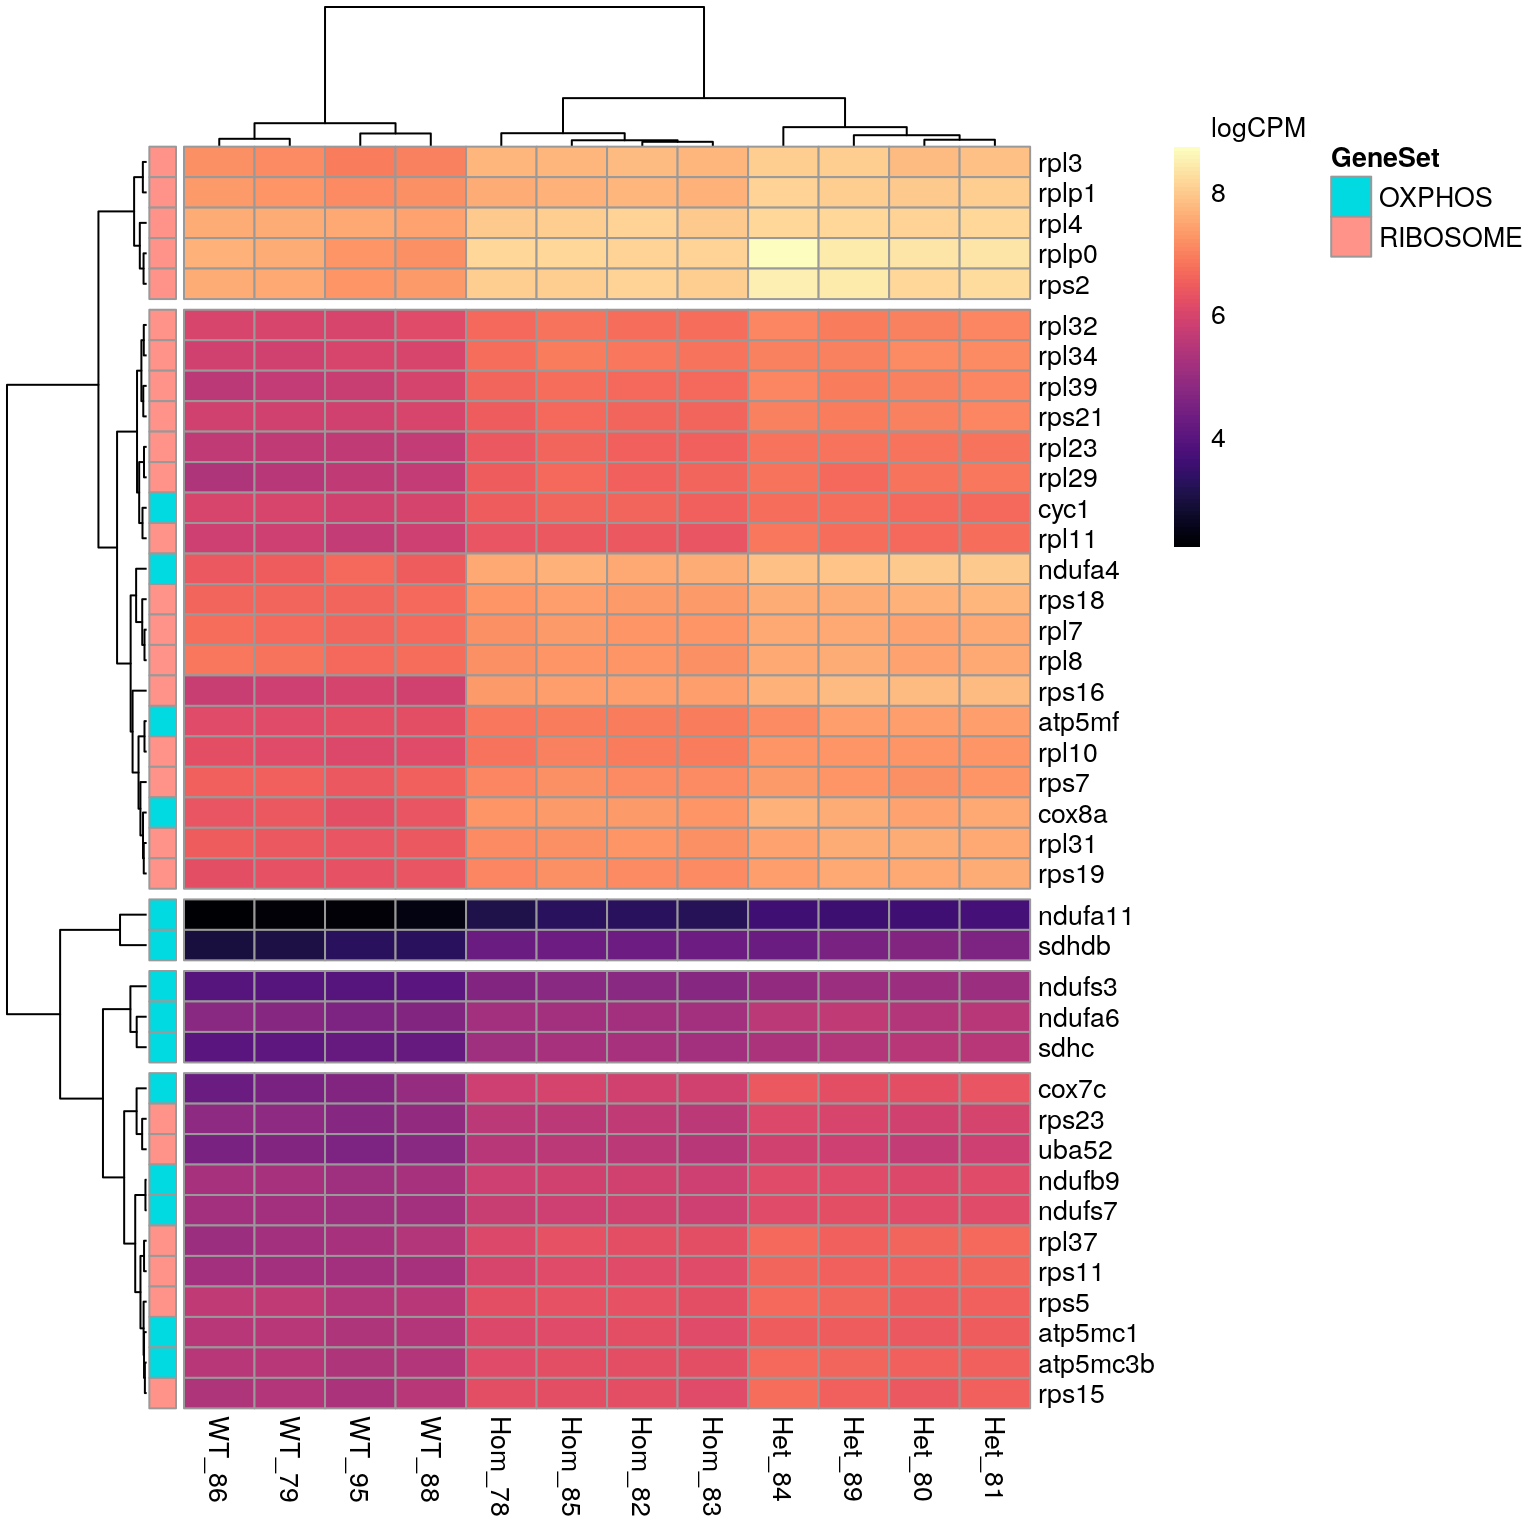 logCPM
8
6
4
GeneSet
OXPHOS
RIBOSOME
rpl3
rplp1
rpl4
rplp0
rps2
rpl32
rpl34
rpl39
rps21
rpl23
rpl29
cyc1
rpl11
ndufa4
rps18
rpl7
rpl8
rps16
atp5mf
rpl10
rps7
cox8a
rpl31
rps19
ndufa11
sdhdb
ndufs3
ndufa6
sdhc
cox7c
rps23
uba52
ndufb9
ndufs7
rpl37
rps11
rps5
atp5mc1
atp5mc3b
rps15
WT_86
WT_79
WT_95
WT_88
Hom_78
Hom_85
Hom_82
Hom_83
Het_84
Het_89
Het_80
Het_81